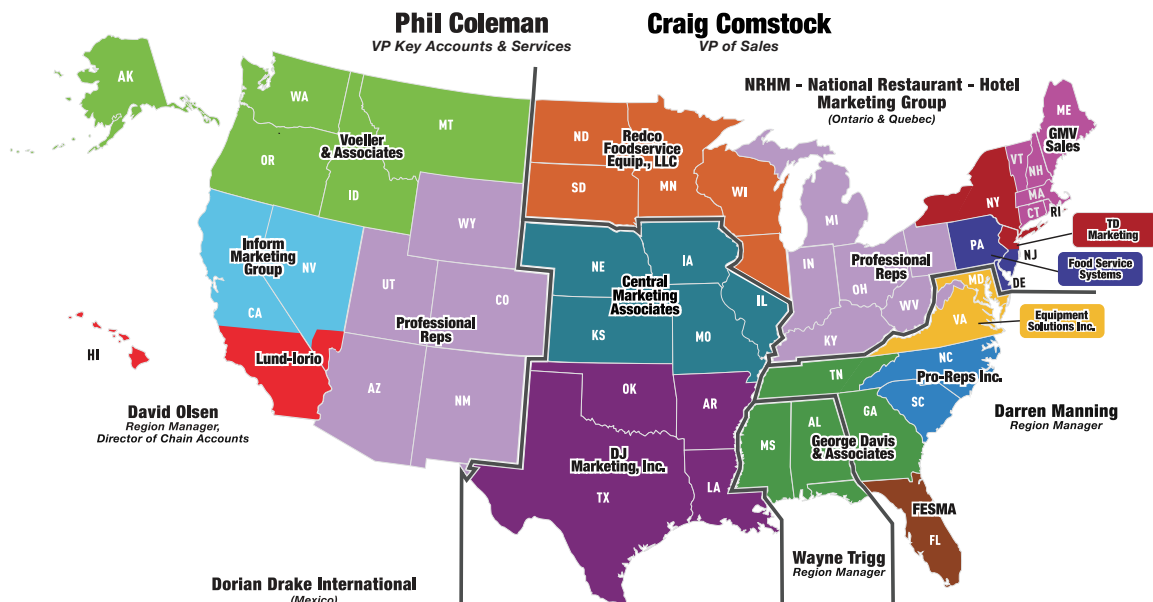 Phil Coleman
VP Key Accounts & Services
Craig Comstock
VP of Sales
NRHM - National Restaurant - Hotel
Marketing Group
(Ontario & Quebec)
AK
WA
MT
OR
ID
Voeller
& Associates
ND
SD
MN
WI
Redco
Foodservice
Equip., LLC
ME
VT
NH
MA
CT
RI
GMV
Sales
NY
TD
Marketing
PA
NJ
DE
Food Service
Systems
MI
IN
OH
WV
KY
Professional
Reps
Inform
Marketing
Group
NV
CA
WY
UT
CO
AZ
NM
Professional
Reps
NE
IA
KS
MO
IL
Central
Marketing
Associates
MD
VA
Equipment
Solutions Inc.
HI
Lund-Iorio
OK
AR
TX
LA
DJ
Marketing, Inc.
TN
MS
AL
GA
George Davis
& Associates
NC
SC
Pro-Reps Inc.
FESMA
FL
David Olsen
Region Manager,
Director of Chain Accounts
Darren Manning
Region Manager
Wayne Trigg
Region Manager
Dorian Drake International
(Mexico)